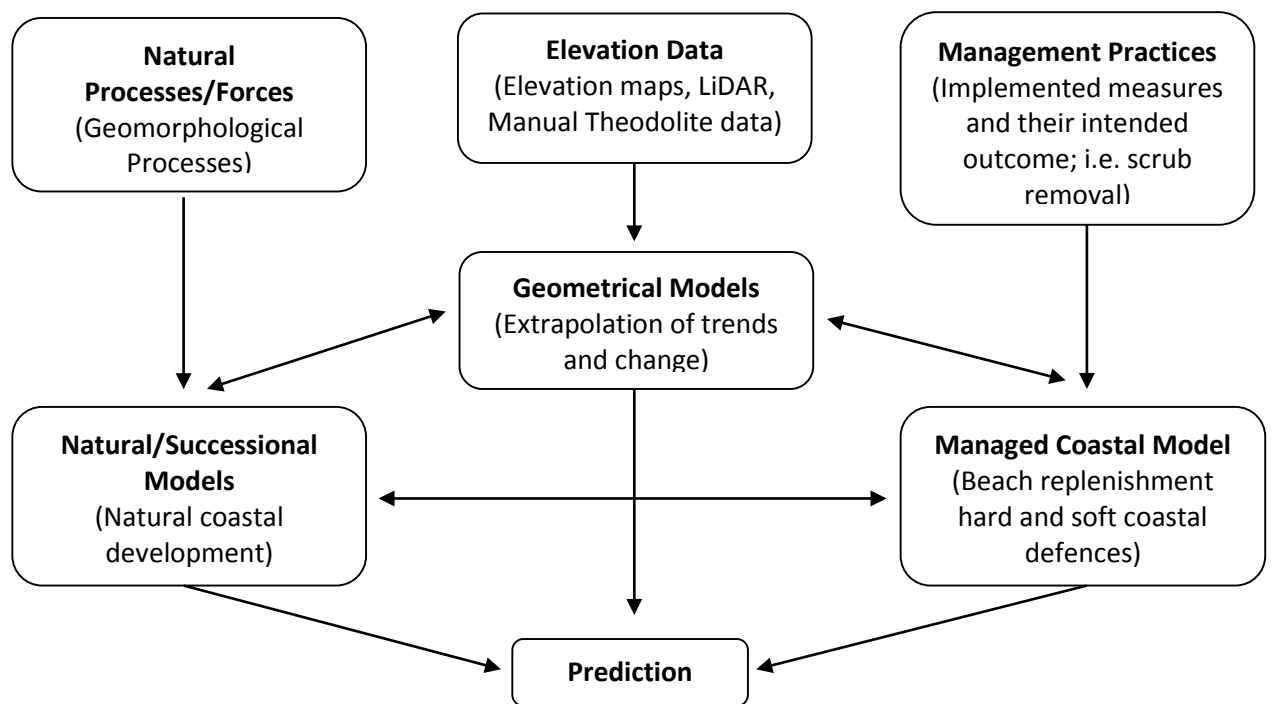 Natural
Processes/Forces
(Geomorphological
Processes)
Elevation Data
(Elevation maps, LiDAR,
Manual Theodolite data)
Management Practices
(Implemented measures
and their intended
outcome; i.e. scrub
removal)
Geometrical Models
(Extrapolation of trends
and change)
Natural/Successional
Models
(Natural coastal
development)
Managed Coastal Model
(Beach replenishment
hard and soft coastal
defences)
Prediction